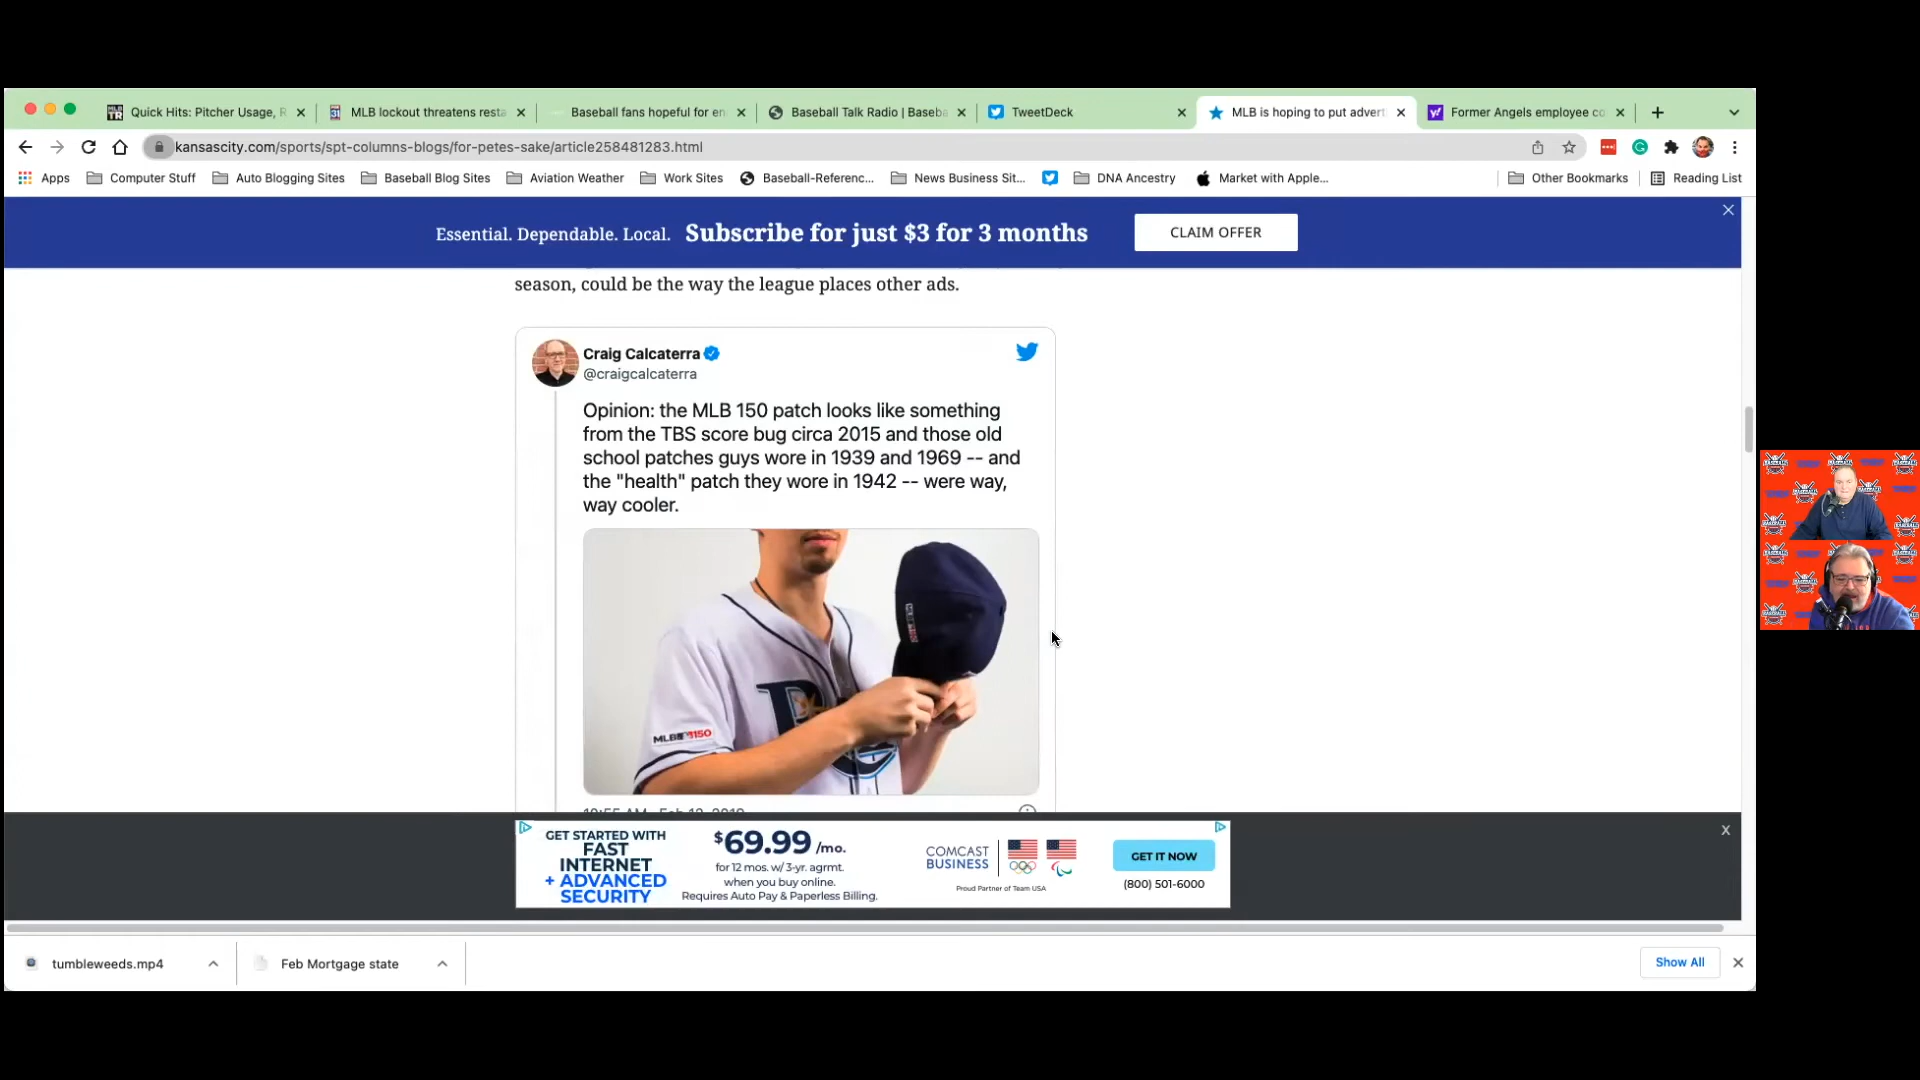 Quick Hits: Pitcher Usage, R
MLB lockout threatens resta
Baseball fans hopeful for en
Baseball Talk Radio | Baseba
TweetDeck
MLB is hoping to put advert
Former Angels employee co
kansascity.com/sports/spt-columns-blogs/for-petes-sake/article258481283.html
Apps
Computer Stuff
Auto Blogging Sites
Baseball Blog Sites
Aviation Weather
Work Sites
Baseball-Referenc...
News Business Sit...
DNA Ancestry
Market with Apple...
Other Bookmarks
Reading List
Essential. Dependable. Local. Subscribe for just $3 for 3 months
CLAIM OFFER
season, could be the way the league places other ads.
Craig Calcaterra
@craigcalcaterra
Opinion: the MLB 150 patch looks like something
from the TBS score bug circa 2015 and those old
school patches guys wore in 1939 and 1969 -- and
the "health" patch they wore in 1942 -- were way,
way cooler.
MLB 150
GET STARTED WITH
FAST
INTERNET
+ ADVANCED
SECURITY
$69.99 /mo.
for 12 mos. w/ 3-yr. agrmt.
when you buy online.
Requires Auto Pay & Paperless Billing.
COMCAST
BUSINESS
Proud Partner of Team USA
GET IT NOW
(800) 501-6000
X
tumbleweeds.mp4
Feb Mortgage state
Show All